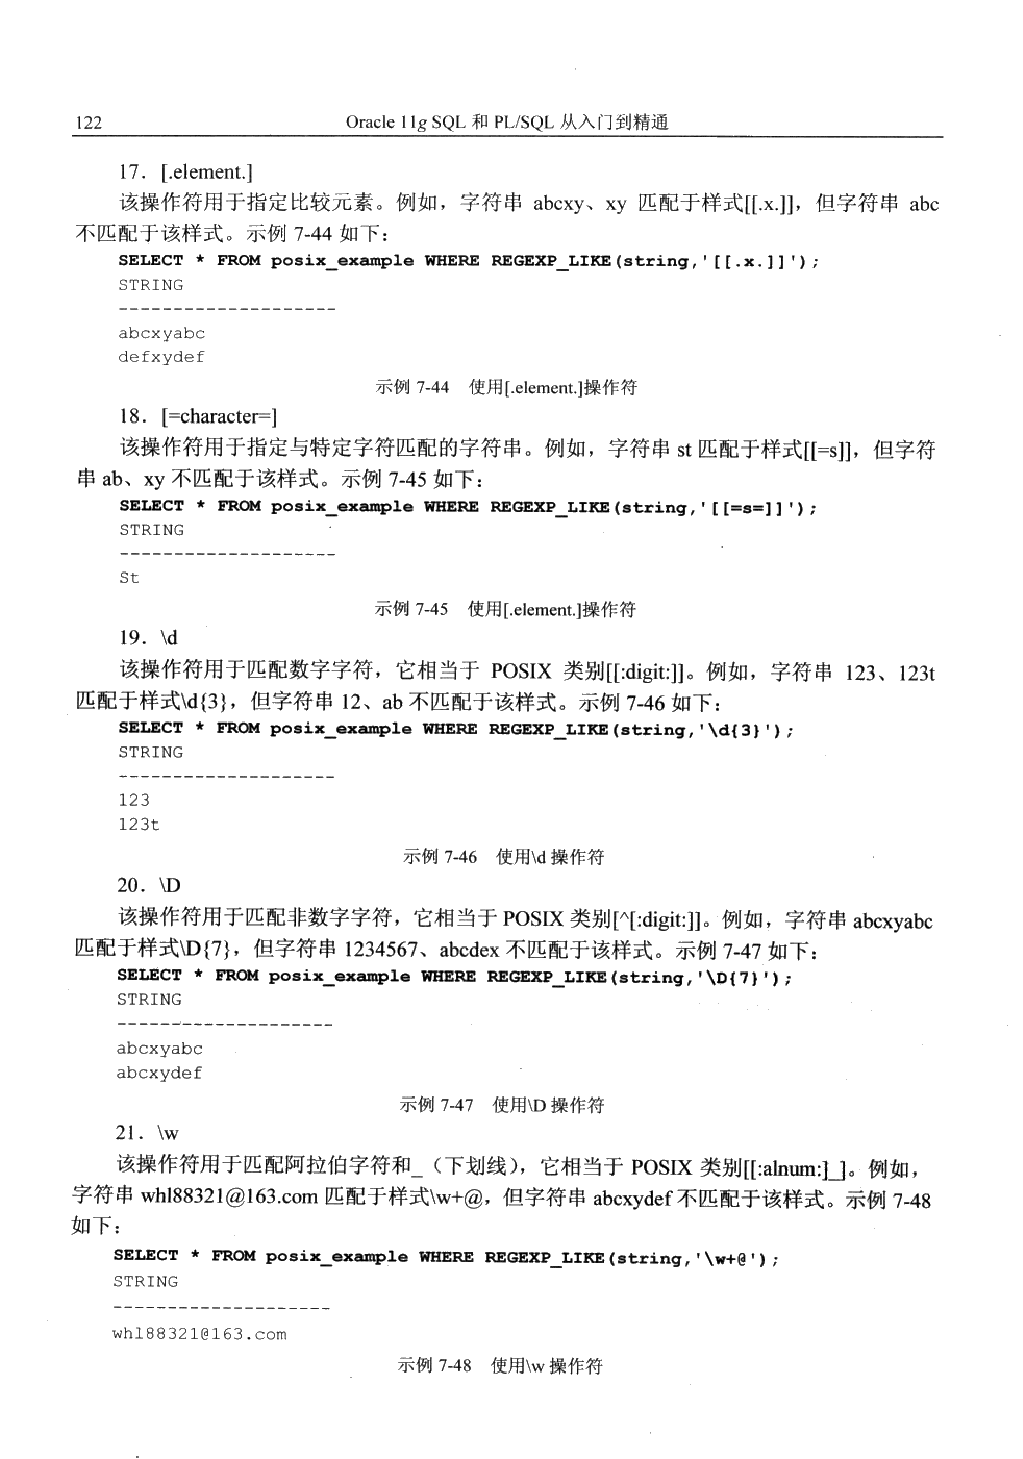 122 Oracle 11g SQL 和 PL/SQL 从入门到精通
17．[.element.]
该操作符用于指定比较元素。例如，字符串 abcxy、xy 匹配于样式[[.x.]]，但字符串 abc
不匹配于该样式。示例 7-44 如下：
SELECT * FROM posix_example WHERE REGEXP_LIKE(string,'[[.x.]]');
STRING
--------------------
abcxyabc
defxydef
示例 7-44 使用[.element.]操作符
18．[=character=]
该操作符用于指定与特定字符匹配的字符串。例如，字符串 st 匹配于样式[[=s]]，但字符
串 ab、xy 不匹配于该样式。示例 7-45 如下：
SELECT * FROM posix_example WHERE REGEXP_LIKE(string,'[[=s=]]');
STRING
--------------------
St
示例 7-45 使用[.element.]操作符
19．\d
该操作符用于匹配数字字符，它相当于 POSIX 类别[[:digit:]]。例如，字符串 123、123t
匹配于样式\d{3}，但字符串 12、ab 不匹配于该样式。示例 7-46 如下：
SELECT * FROM posix_example WHERE REGEXP_LIKE(string,'\d{3}');
STRING
--------------------
123
123t
示例 7-46 使用\d 操作符
20．\D
该操作符用于匹配非数字字符，它相当于 POSIX 类别[^[:digit:]]。例如，字符串 abcxyabc
匹配于样式\D{7}，但字符串 1234567、abcdex 不匹配于该样式。示例 7-47 如下：
SELECT * FROM posix_example WHERE REGEXP_LIKE(string,'\D{7}');
STRING
--------------------
abcxyabc
abcxydef
示例 7-47 使用\D 操作符
21．\w
该操作符用于匹配阿拉伯字符和_（下划线），它相当于 POSIX 类别[[:alnum:]_]。例如，
字符串 whl88321@163.com 匹配于样式\w+@，但字符串 abcxydef 不匹配于该样式。示例 7-48
如下：
SELECT * FROM posix_example WHERE REGEXP_LIKE(string,'\w+@');
STRING
--------------------
whl88321@163.com
示例 7-48 使用\w 操作符